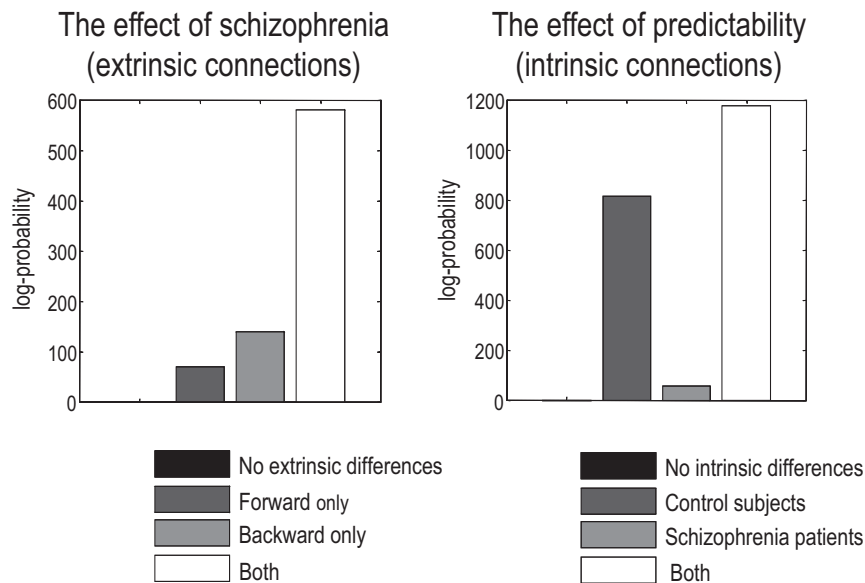 The effect of schizophrenia
(extrinsic connections)
600
500
400
300
200
100
0
log-probability
No extrinsic differences
Forward only
Backward only
Both
The effect of predictability
(intrinsic connections)
1200
1000
800
600
400
200
0
log-probability
No intrinsic differences
Control subjects
Schizophrenia patients
Both